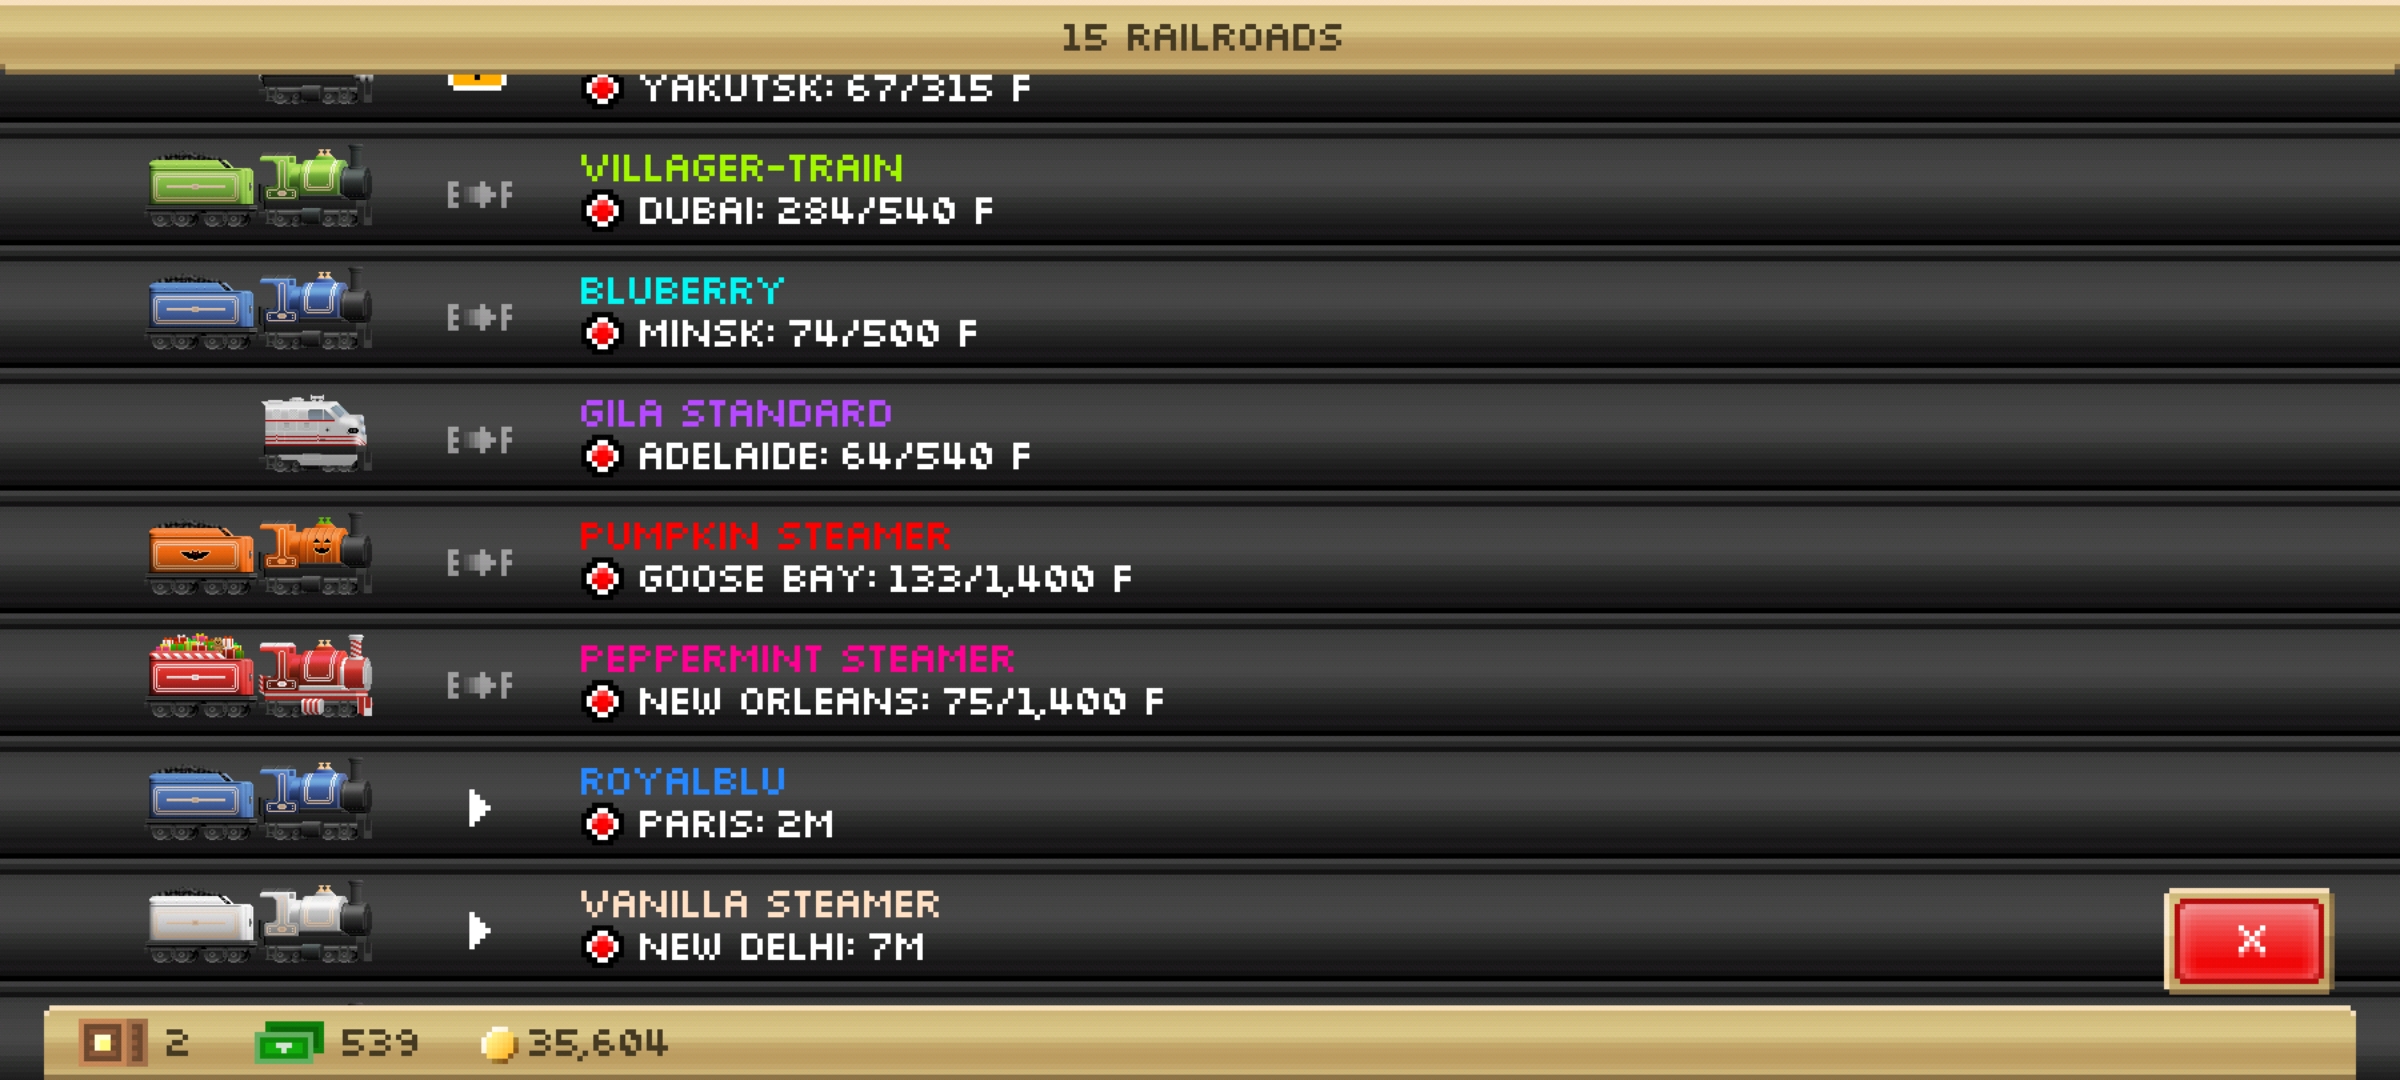 15 RAILROADS
YAKUTSK: 67/315 F
VILLAGER-TRAIN
E F
DUBAI: 284/540 F
BLUBERRY
E F
MINSK: 74/500 F
GILA STANDARD
E F
ADELAIDE: 64/540 F
PUMPKIN STEAMER
E F
GOOSE BAY: 133/1,400 F
PEPPERMINT STEAMER
E F
NEW ORLEANS: 75/1,400 F
ROYALBLU
PARIS: 2M
VANILLA STEAMER
NEW DELHI: 7M
X
2 539 35,604